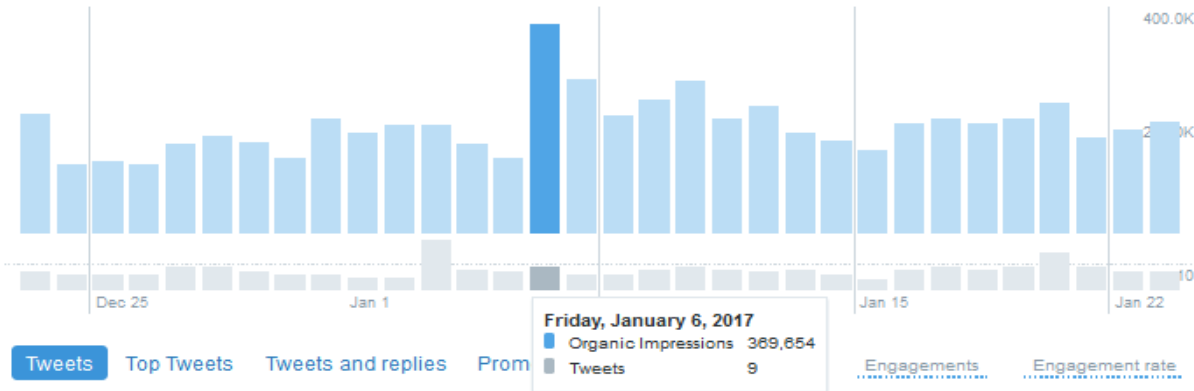 400.0K
10
Dec 25
Jan 1
Jan 15
Jan 22
Friday, January 6, 2017
Organic Impressions 369,654
Tweets 9
Tweets
Top Tweets
Tweets and replies
Prom
Engagements
Engagement rate